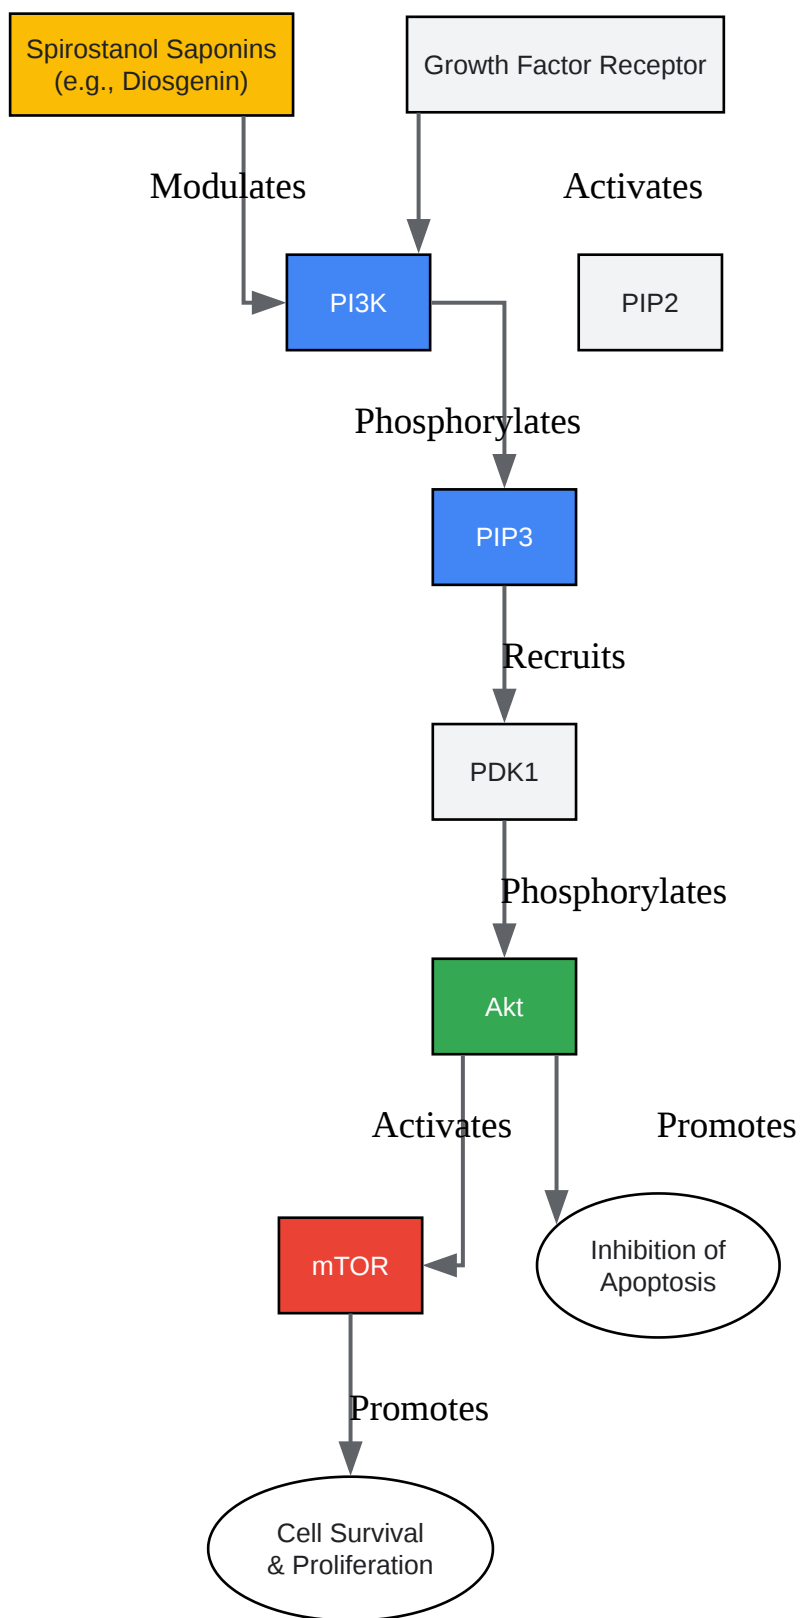 Spirostanol Saponins
(e.g., Diosgenin)
Growth Factor Receptor
Modulates
Activates
PI3K
PIP2
Phosphorylates
PIP3
Recruits
PDK1
Phosphorylates
Akt
Activates
Promotes
mTOR
Inhibition of
Apoptosis
Promotes
Cell Survival
& Proliferation